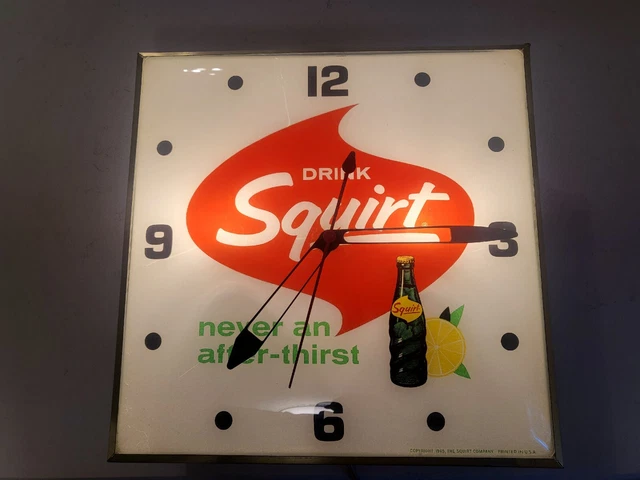 12
DRINK
Squirt
9
3
Squirt
never an
after-thirst
6